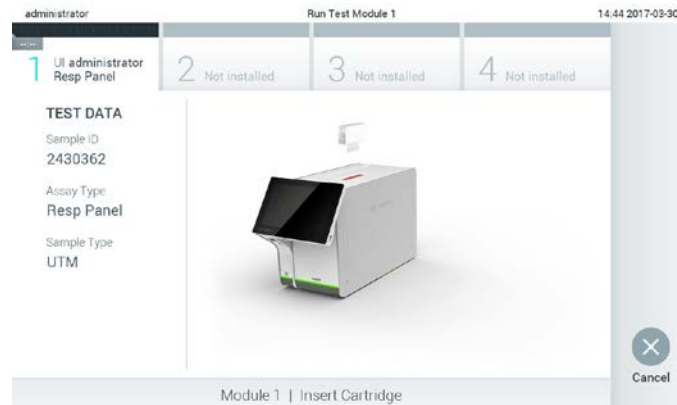 administrator
Run Test Module 1
14:44 2017-03-30
--:--
1 UI administrator
Resp Panel
2 Not installed
3 Not installed
4 Not installed
TEST DATA
Sample ID
2430362
Assay Type
Resp Panel
Sample Type
UTM
Cancel
Module 1 | Insert Cartridge